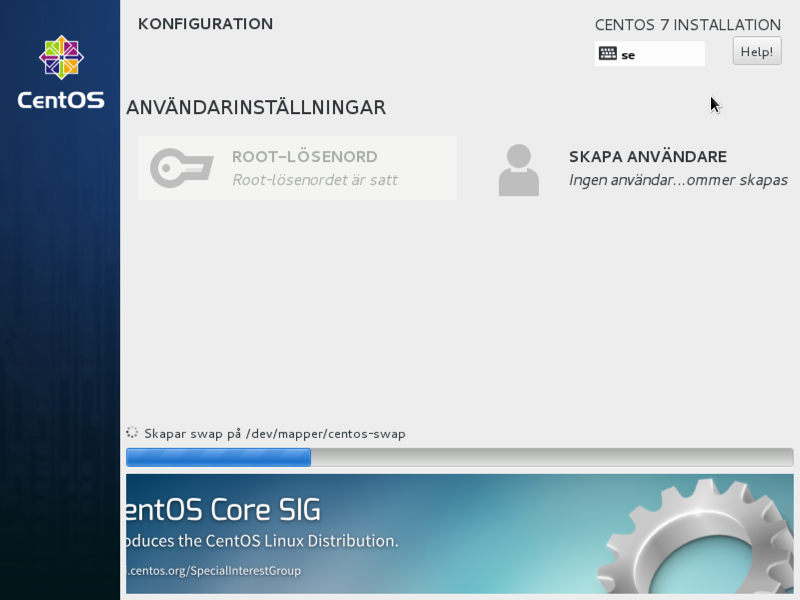 KONFIGURATION
CENTOS 7 INSTALLATION
se
Help!
CentOS
ANVÄNDARINSTÄLLNINGAR
ROOT-LÖSENORD
Root-lösenordet är satt
SKAPA ANVÄNDARE
Ingen användar...ommer skapas
Skapar swap på /dev/mapper/centos-swap
entOS Core SIG
oduces the CentOS Linux Distribution.
.centos.org/SpecialInterestGroup